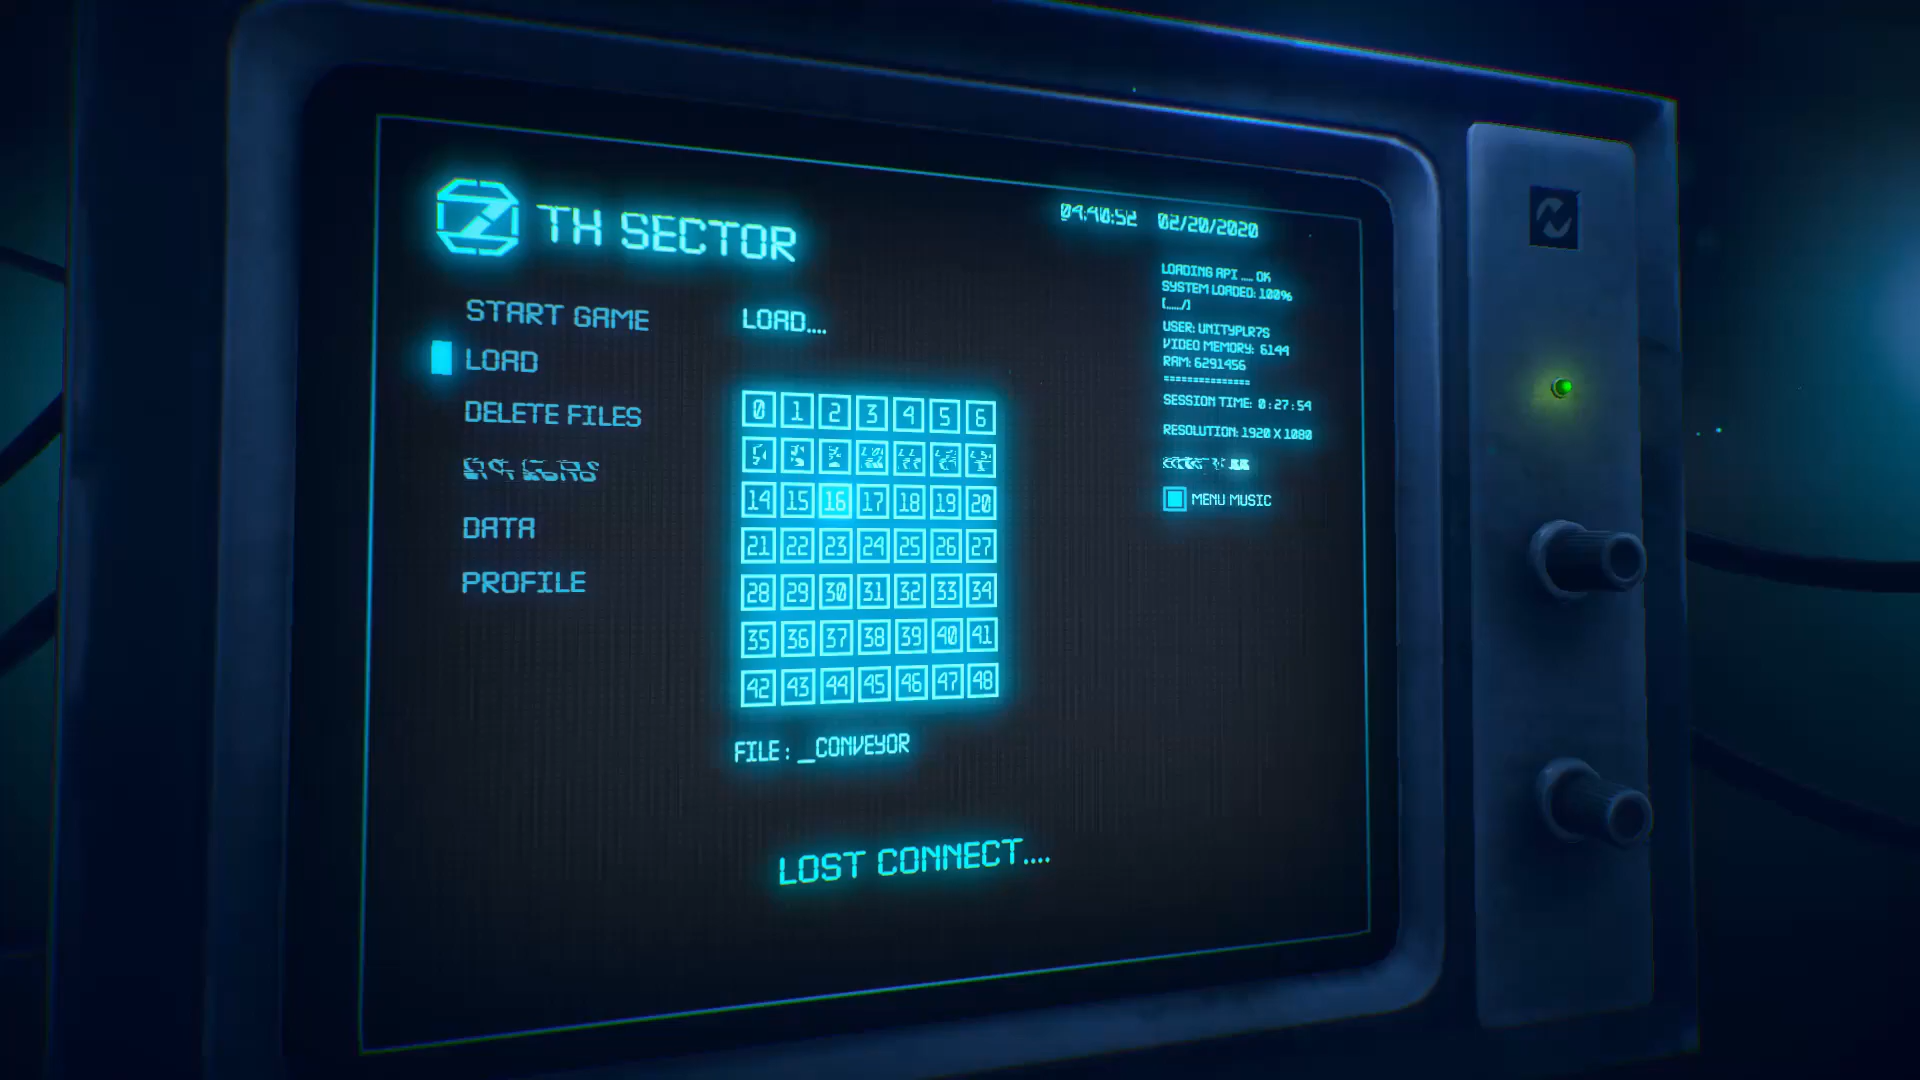 7TH SECTOR
04:40:52 02/20/2020
START GAME
LOAD
DELETE FILES
DATA
PROFILE
LOAD....
0 1 2 3 4 5 6
14 15 16 17 18 19 20
21 22 23 24 25 26 27
28 29 30 31 32 33 34
35 36 37 38 39 40 41
42 43 44 45 46 47 48
FILE : _CONVEYOR
LOST CONNECT....
LOADING API .... OK
SYSTEM LOADED: 100%
[....../]
USER: UNITYPLR7S
VIDEO MEMORY: 6144
RAM: 6291456
===============
SESSION TIME: 0:27:54
RESOLUTION: 1920 X 1080
MENU MUSIC